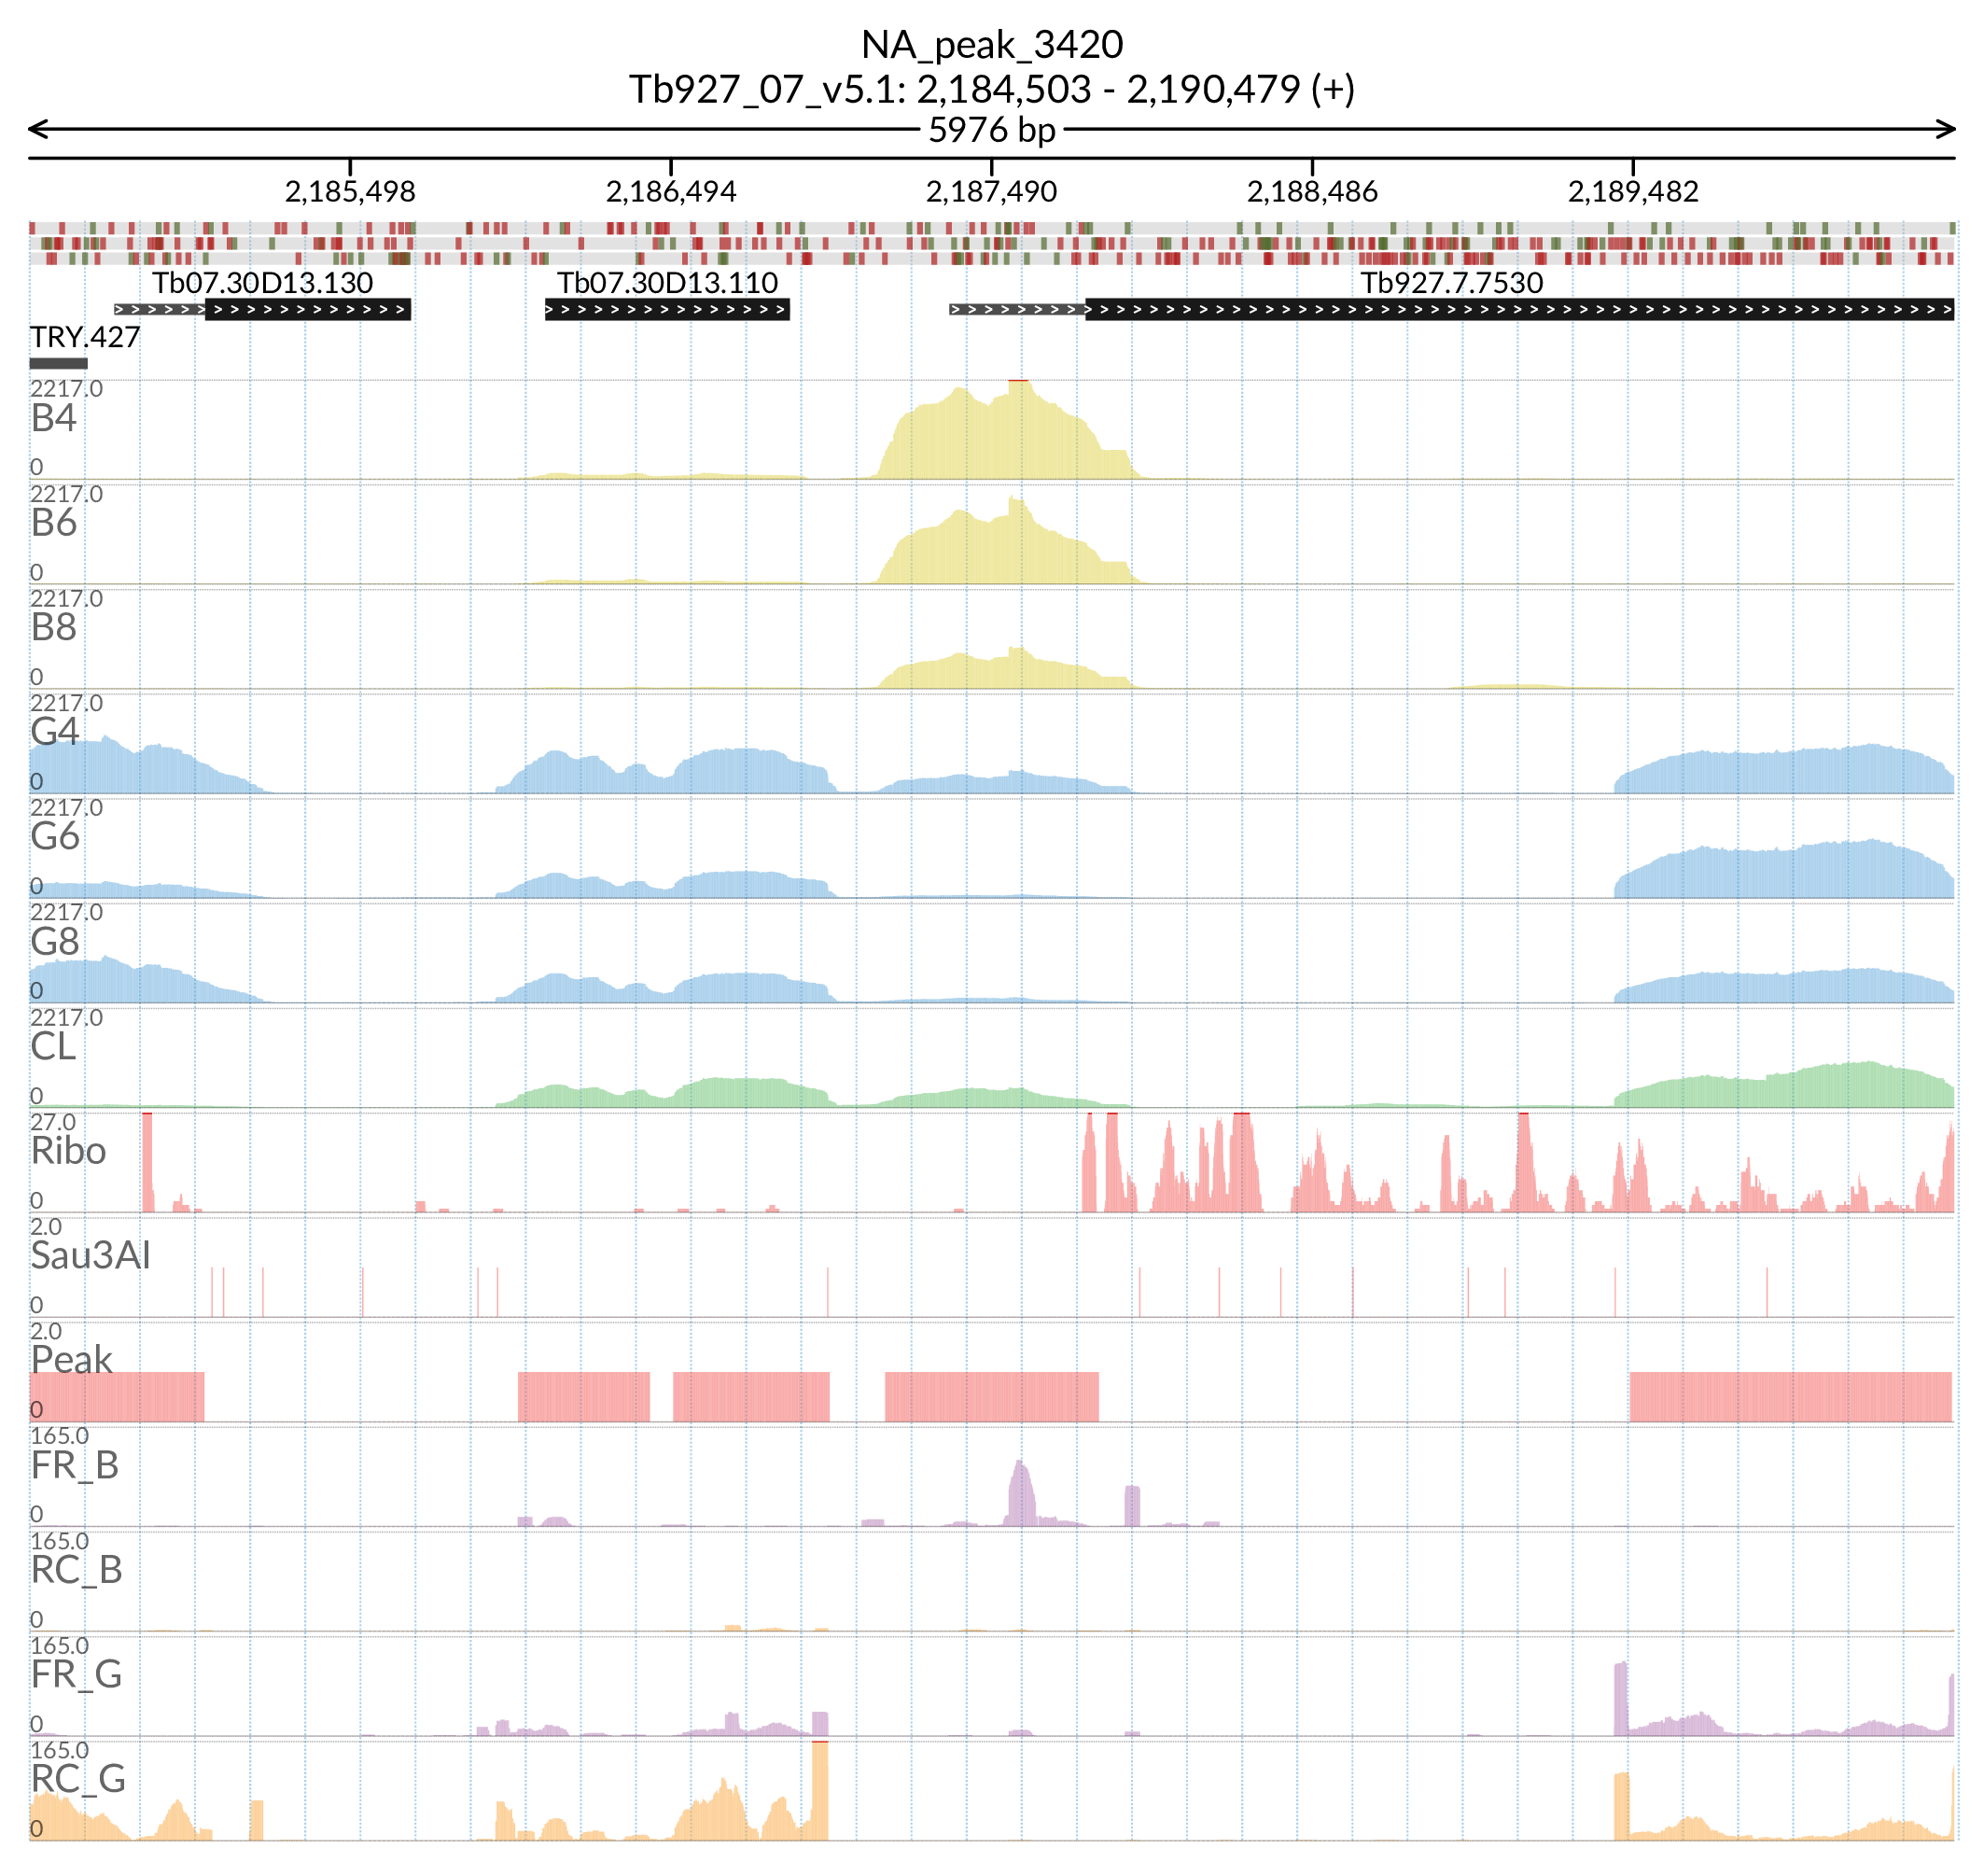 NA_peak_3420
Tb927_07_v5.1: 2,184,503 - 2,190,479 (+)
5976 bp
2,185,498 2,186,494 2,187,490 2,188,486 2,189,482
Tb07.30D13.130 Tb07.30D13.110 Tb927.7.7530
TRY.427
2217.0
B4
0
2217.0
B6
0
2217.0
B8
0
2217.0
G4
0
2217.0
G6
0
2217.0
G8
0
2217.0
CL
0
27.0
Ribo
0
2.0
Sau3AI
0
2.0
Peak
0
165.0
FR_B
0
165.0
RC_B
0
165.0
FR_G
0
165.0
RC_G
0